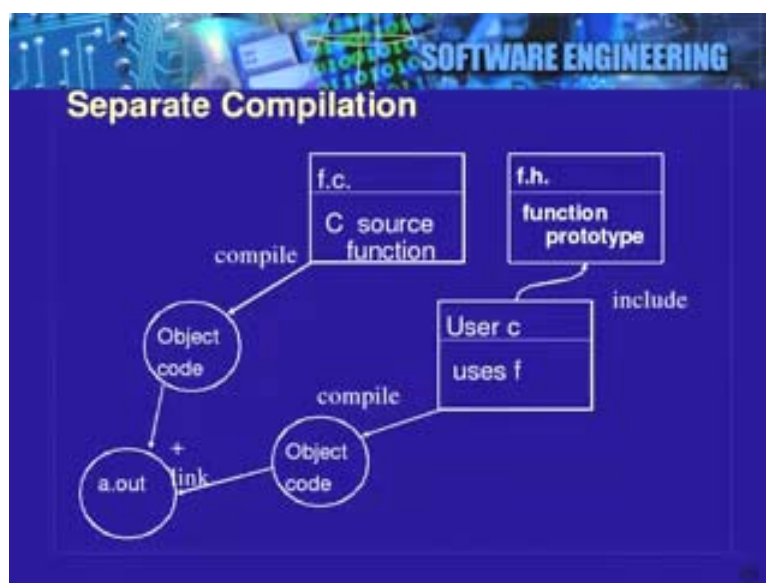 SOFTWARE ENGINEERING
Separate Compilation
f.c.
C source
function
f.h.
function
prototype
compile
include
Object
code
User c
uses f
compile
+
link
Object
code
a.out